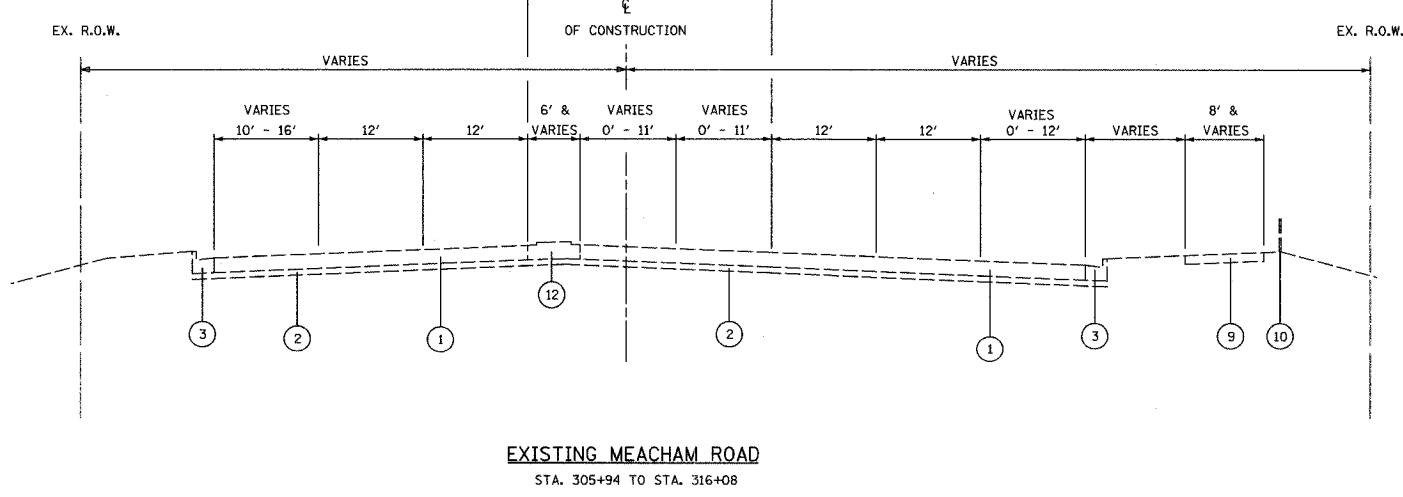 ℄
EX. R.O.W. OF CONSTRUCTION EX. R.O.W.
VARIES VARIES
VARIES 6' & VARIES VARIES VARIES 8' &
10' - 16' 12' 12' VARIES 0' - 11' 0' - 11' 12' 12' 0' - 12' VARIES VARIES
12
3 2 1 2 1 3 9 10
EXISTING MEACHAM ROAD
STA. 305+94 TO STA. 316+08